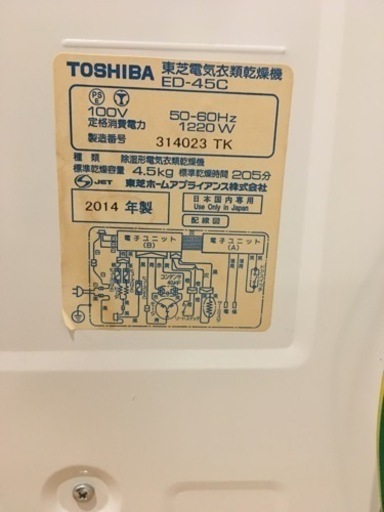 TOSHIBA 東芝電気衣類乾燥機
ED-45C
PS E
100V 50-60Hz
定格消費電力 1220W
製造番号 314023 TK
種類 除湿形電気衣類乾燥機
標準乾燥容量 4.5kg 標準乾燥時間 205分
JET 東芝ホームアプライアンス株式会社
2014 年製
日本国内専用
Use Only in Japan
配線図
電子ユニット
(B)
電子ユニット
(A)